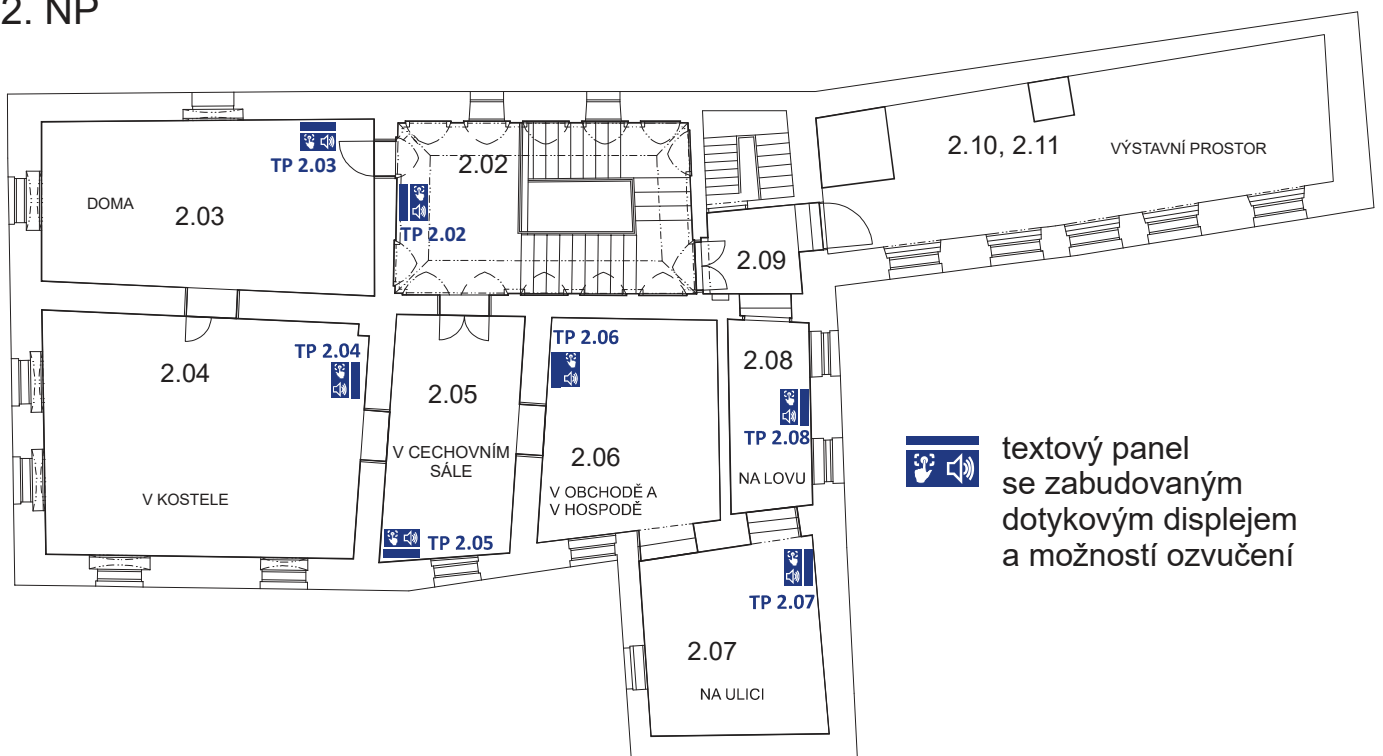 2. NP
2.10, 2.11
VÝSTAVNÍ PROSTOR
TP 2.03
2.02
DOMA
2.03
TP 2.02
2.09
TP 2.04
2.04
TP 2.06
2.08
2.05
V CECHOVNÍM
SÁLE
TP 2.08
2.06
V KOSTELE
V OBCHODĚ A
V HOSPODĚ
NA LOVU
TP 2.05
TP 2.07
2.07
NA ULICI
textový panel
se zabudovaným
dotykovým displejem
a možností ozvučení